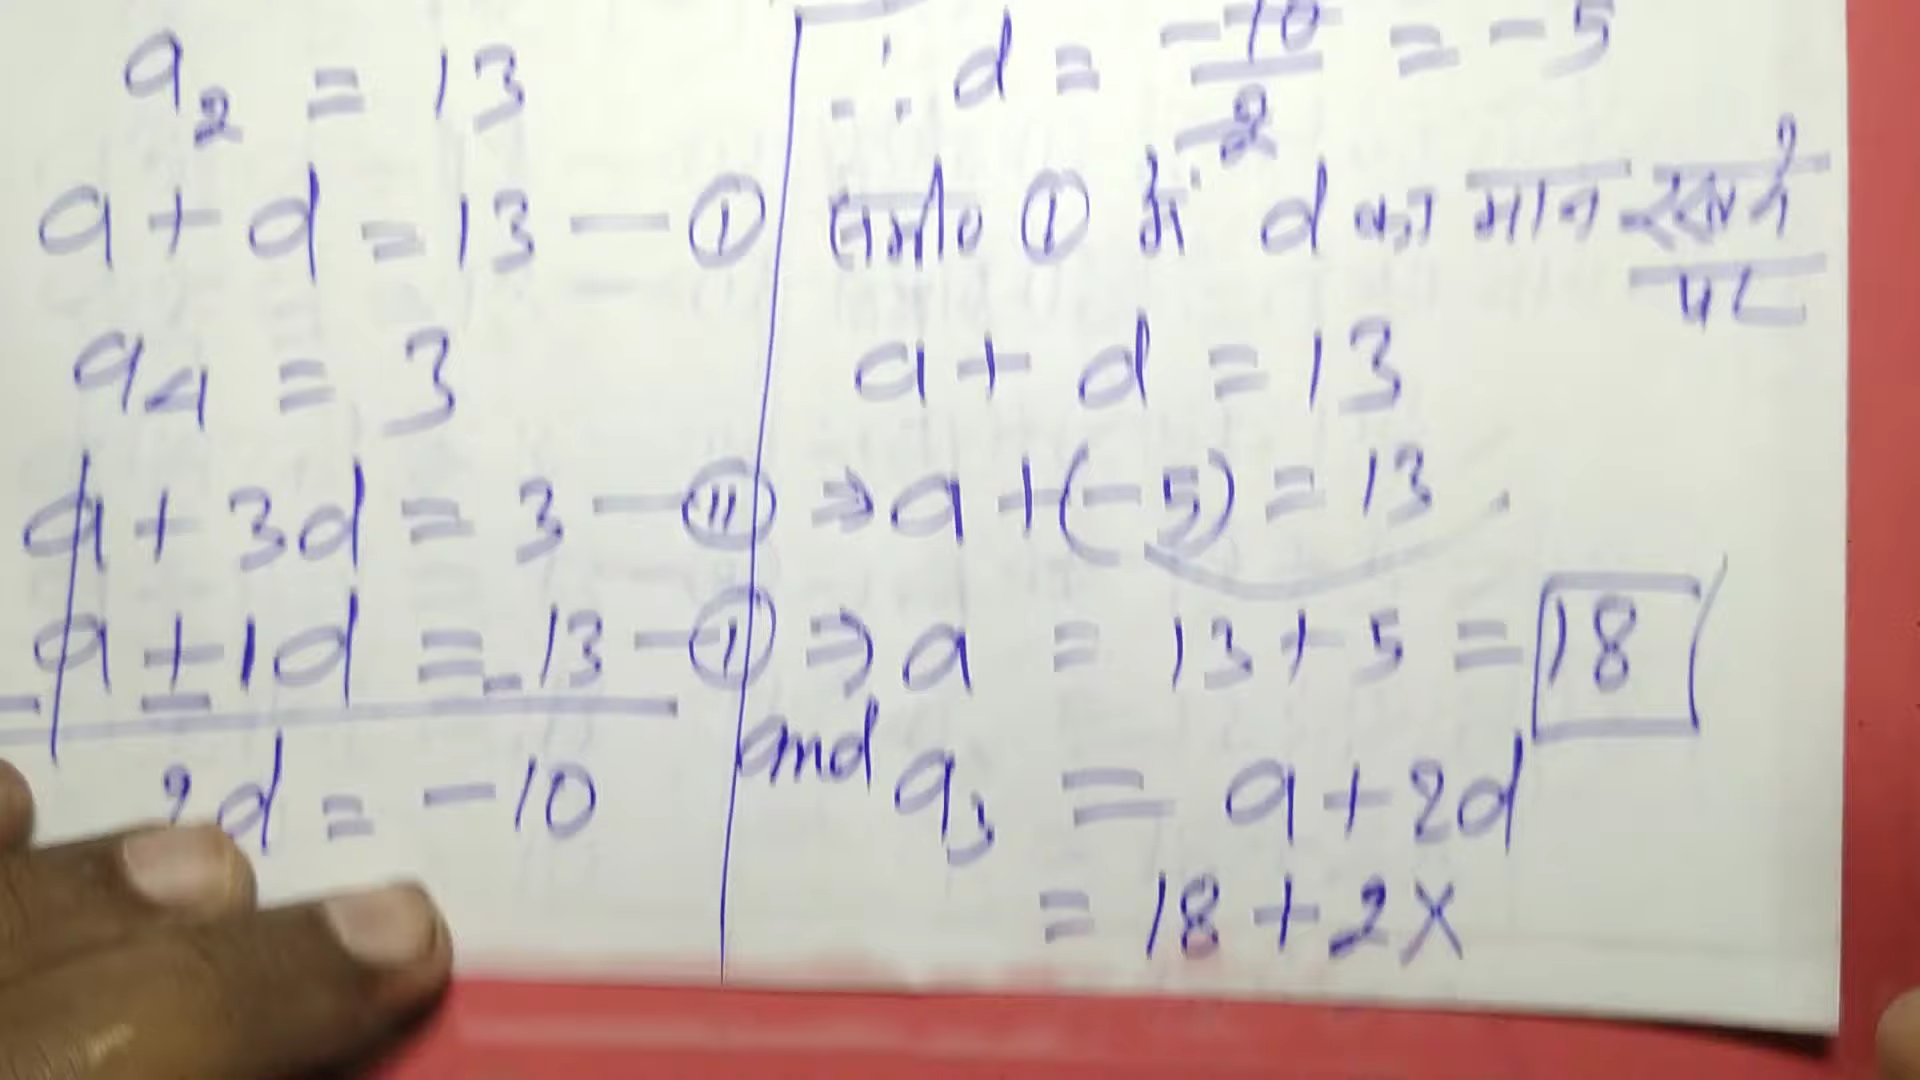 a₂ = 13
a + d = 13 — (I)
a₄ = 3
a + 3d = 3 — (II)
a + 1d = 13 — (I)
- - -
2d = -10
∴ d = -10/2 = -5
समी० (I) में d का मान रखने
पर
a + d = 13
⇒ a + (-5) = 13
⇒ a = 13 + 5 = 18
and a₃ = a + 2d
= 18 + 2×